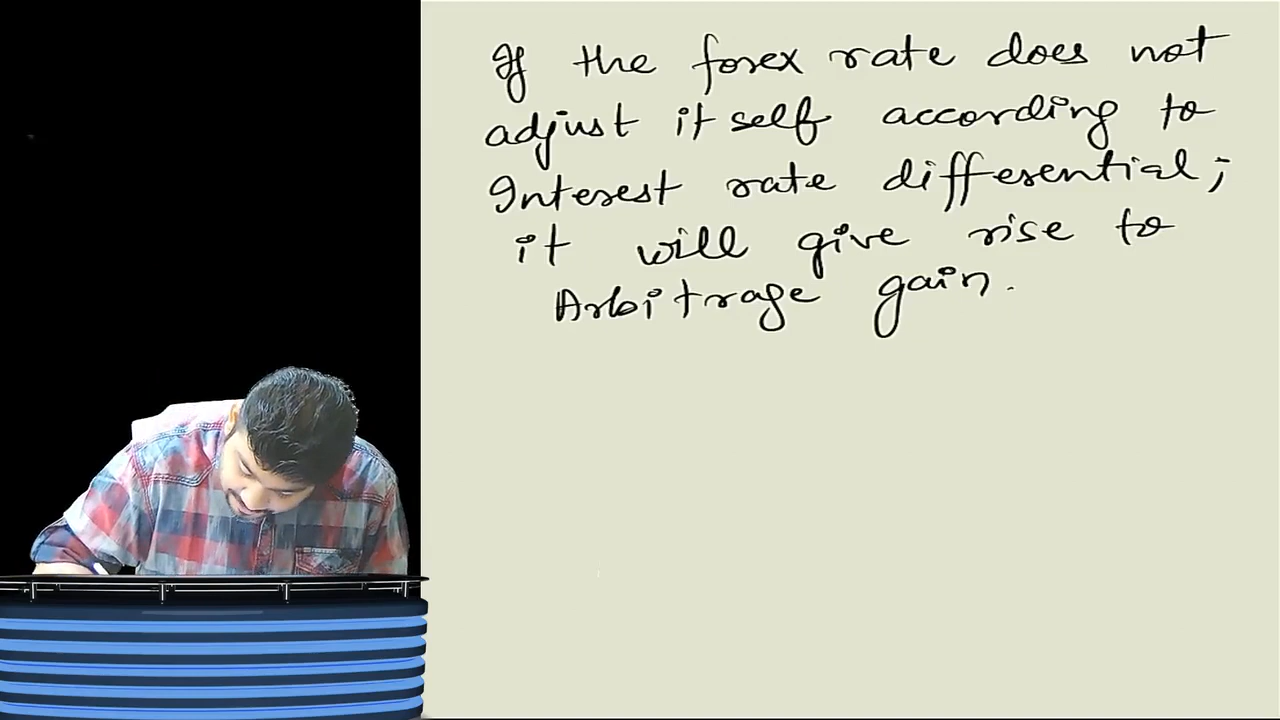 If the forex rate does not
adjust itself according to
Interest rate differential;
it will give rise to
Arbitrage gain.